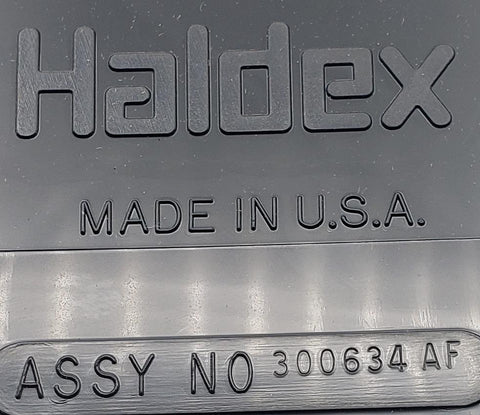 Haldex
MADE IN U.S.A.
ASSY NO 300634 AF